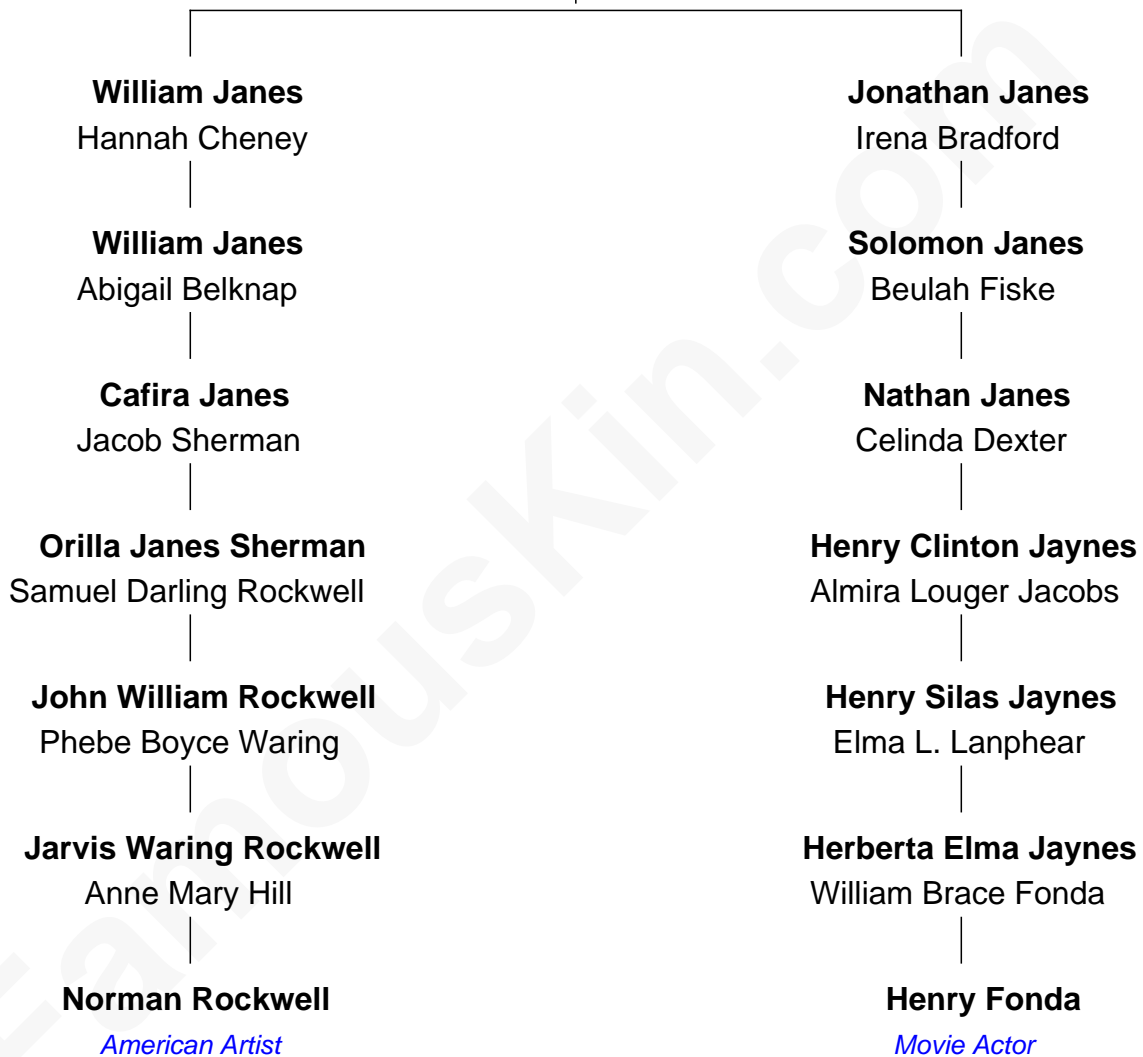 William Janes
Hannah Cheney
Jonathan Janes
Irena Bradford
William Janes
Abigail Belknap
Solomon Janes
Beulah Fiske
Cafira Janes
Jacob Sherman
Nathan Janes
Celinda Dexter
Orilla Janes Sherman
Samuel Darling Rockwell
Henry Clinton Jaynes
Almira Louger Jacobs
John William Rockwell
Phebe Boyce Waring
Henry Silas Jaynes
Elma L. Lanphear
Jarvis Waring Rockwell
Anne Mary Hill
Herberta Elma Jaynes
William Brace Fonda
Norman Rockwell
American Artist
Henry Fonda
Movie Actor
FamousKin.com